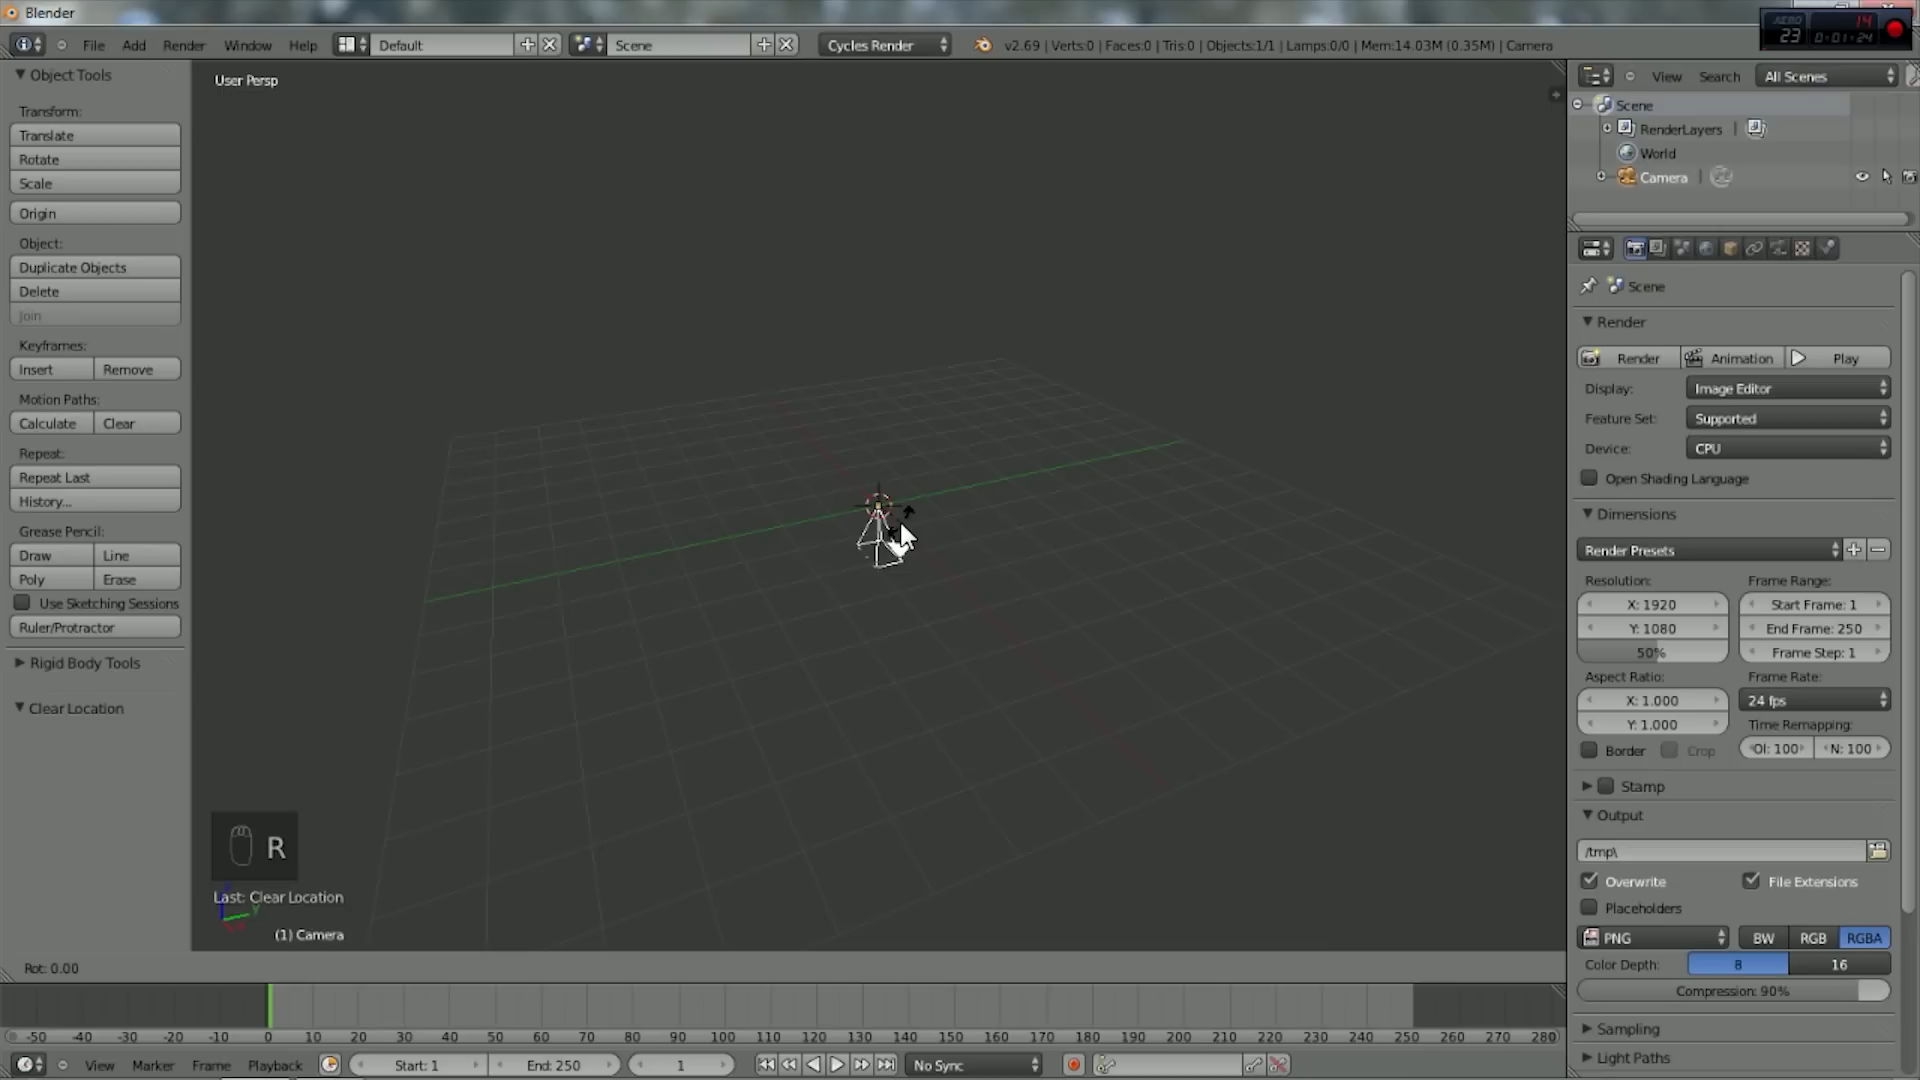 Blender
File Add Render Window Help Default Scene Cycles Render v2.69 | Verts:0 | Faces:0 | Tris:0 | Objects:1/1 | Lamps:0/0 | Mem:14.03M (0.35M) | Camera
AERO 23 14 0:01:24
Object Tools
Transform:
Translate
Rotate
Scale
Origin
Object:
Duplicate Objects
Delete
Join
Keyframes:
Insert Remove
Motion Paths:
Calculate Clear
Repeat:
Repeat Last
History...
Grease Pencil:
Draw Line
Poly Erase
Use Sketching Sessions
Ruler/Protractor
Rigid Body Tools
Clear Location
User Persp
R
Last: Clear Location
(1) Camera
Rot: 0.00
View Search All Scenes
Scene
RenderLayers |
World
Camera |
Scene
Render
Render Animation Play
Display: Image Editor
Feature Set: Supported
Device: CPU
Open Shading Language
Dimensions
Render Presets
Resolution: Frame Range:
X: 1920 Start Frame: 1
Y: 1080 End Frame: 250
50% Frame Step: 1
Aspect Ratio: Frame Rate:
X: 1.000 24 fps
Y: 1.000 Time Remapping:
Border Crop Ol: 100 N: 100
Stamp
Output
/tmp\
Overwrite File Extensions
Placeholders
PNG BW RGB RGBA
Color Depth: 8 16
Compression: 90%
Sampling
Light Paths
-50 -40 -30 -20 -10 0 10 20 30 40 50 60 70 80 90 100 110 120 130 140 150 160 170 180 190 200 210 220 230 240 250 260 270 280
View Marker Frame Playback Start: 1 End: 250 1 No Sync